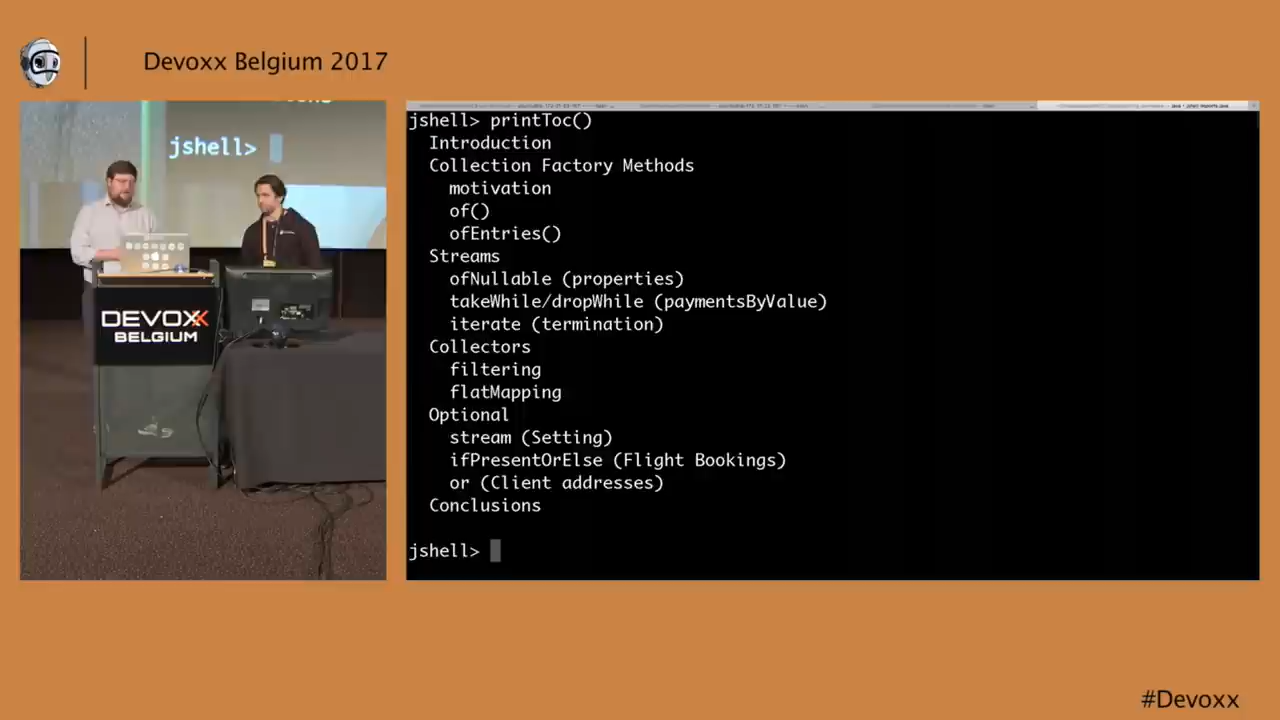 Devoxx Belgium 2017
jshell>
DEVOXX
BELGIUM
jshell> printToc()
Introduction
Collection Factory Methods
motivation
of()
ofEntries()
Streams
ofNullable (properties)
takeWhile/dropWhile (paymentsByValue)
iterate (termination)
Collectors
filtering
flatMapping
Optional
stream (Setting)
ifPresentOrElse (Flight Bookings)
or (Client addresses)
Conclusions
jshell>
#Devoxx